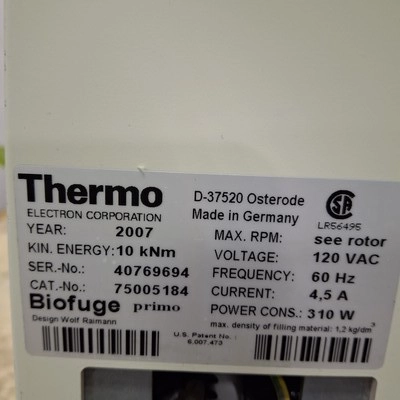 Thermo
ELECTRON CORPORATION
D-37520 Osterode
Made in Germany
SA
LR56495
YEAR: 2007
KIN. ENERGY: 10 kNm
SER.-No.: 40769694
CAT.-No.: 75005184
Biofuge primo
Design Wolf Raimann
MAX. RPM: see rotor
VOLTAGE: 120 VAC
FREQUENCY: 60 Hz
CURRENT: 4,5 A
POWER CONS.: 310 W
max. density of filling material: 1,2 kg/dm³
U.S. Patent No.:
6.007.473